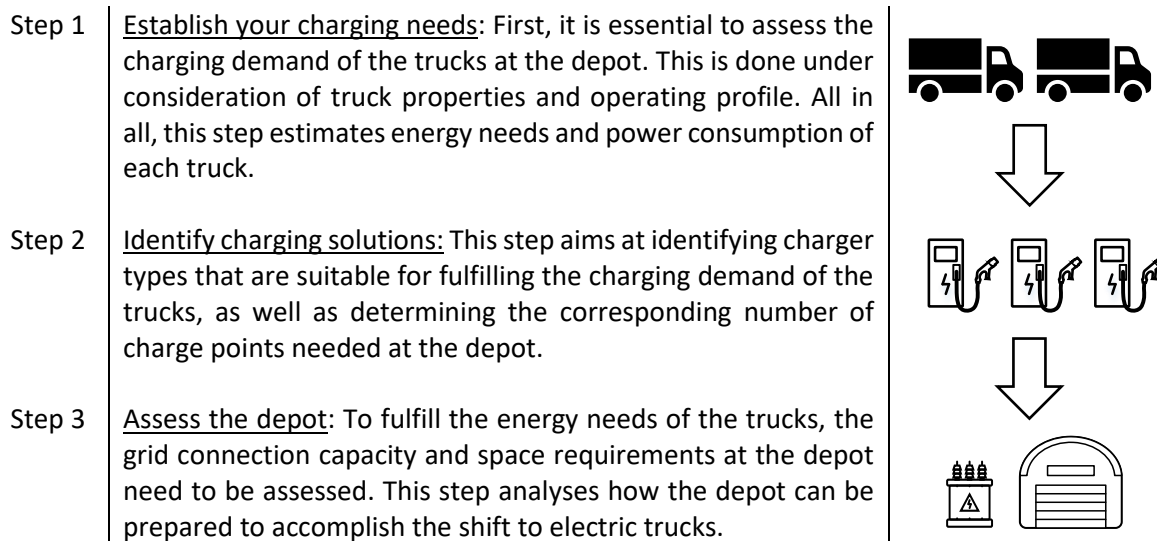 Step 1 Establish your charging needs: First, it is essential to assess the
charging demand of the trucks at the depot. This is done under
consideration of truck properties and operating profile. All in
all, this step estimates energy needs and power consumption of
each truck.
Step 2 Identify charging solutions: This step aims at identifying charger
types that are suitable for fulfilling the charging demand of the
trucks, as well as determining the corresponding number of
charge points needed at the depot.
Step 3 Assess the depot: To fulfill the energy needs of the trucks, the
grid connection capacity and space requirements at the depot
need to be assessed. This step analyses how the depot can be
prepared to accomplish the shift to electric trucks.